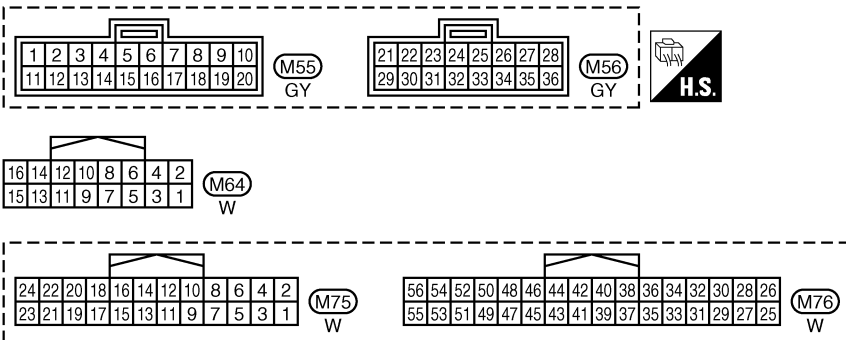 1 2 3 4 5 6 7 8 9 10
11 12 13 14 15 16 17 18 19 20
M55
GY
21 22 23 24 25 26 27 28
29 30 31 32 33 34 35 36
M56
GY
H.S.
16 14 12 10 8 6 4 2
15 13 11 9 7 5 3 1
M64
W
24 22 20 18 16 14 12 10 8 6 4 2
23 21 19 17 15 13 11 9 7 5 3 1
M75
W
56 54 52 50 48 46 44 42 40 38 36 34 32 30 28 26
55 53 51 49 47 45 43 41 39 37 35 33 31 29 27 25
M76
W